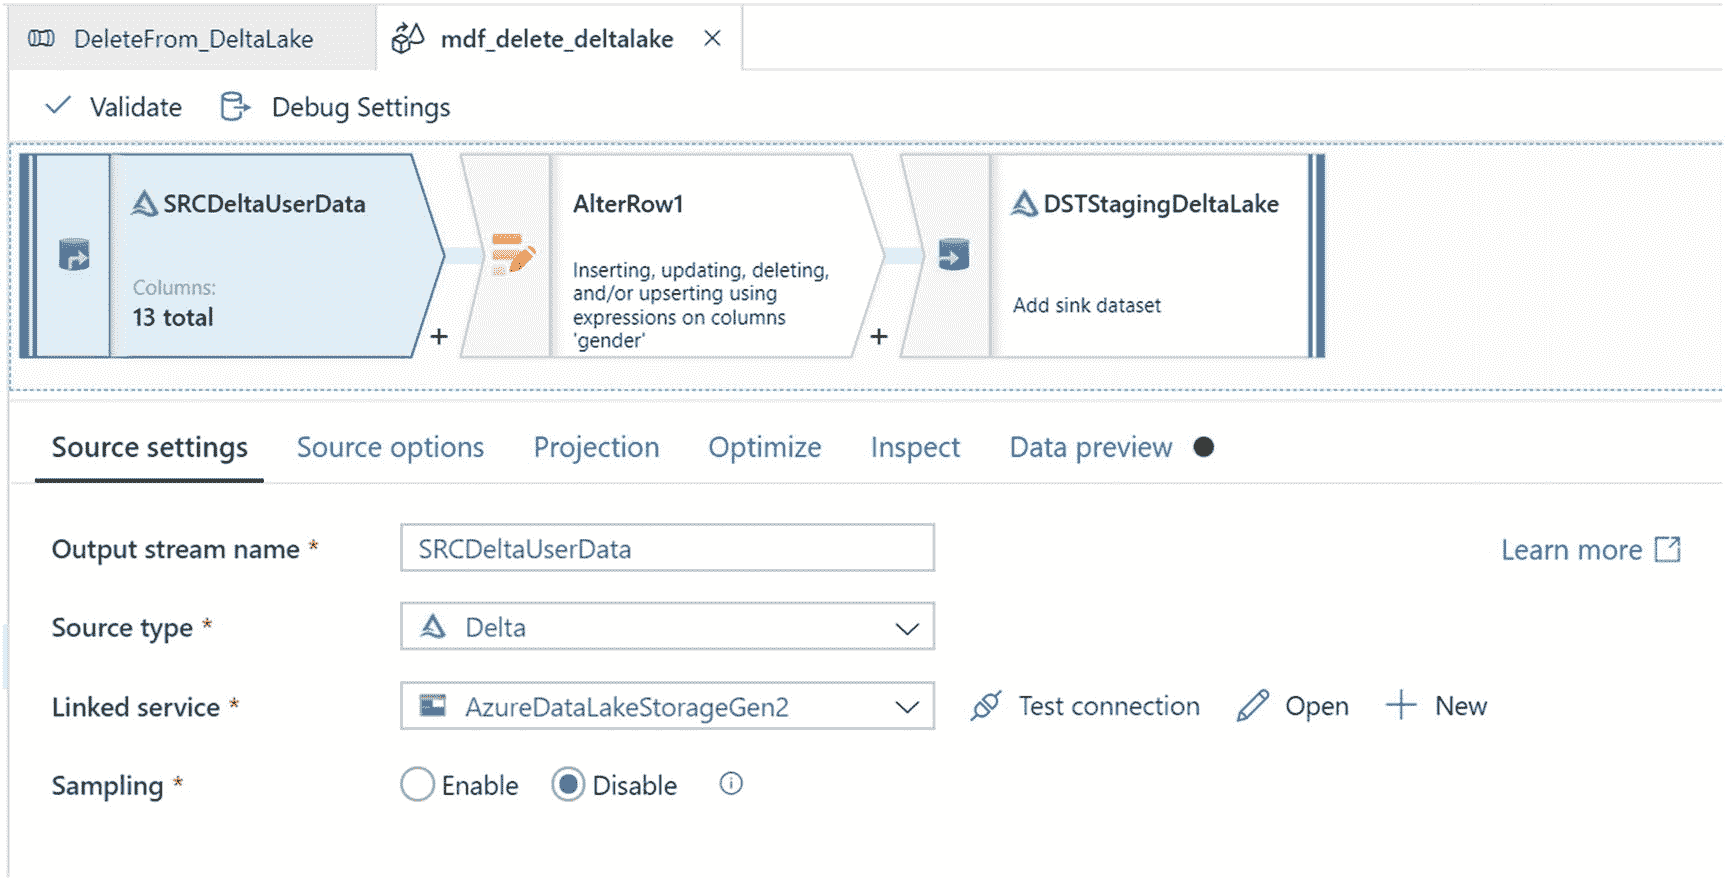 DeleteFrom_DeltaLake
mdf_delete_deltalake
Validate
Debug Settings
SRCDeltaUserData
Columns:
13 total
AlterRow1
Inserting, updating, deleting,
and/or upserting using
expressions on columns
'gender'
DSTStagingDeltaLake
Add sink dataset
Source settings
Source options
Projection
Optimize
Inspect
Data preview
Output stream name *
SRCDeltaUserData
Learn more
Source type *
Delta
Linked service *
AzureDataLakeStorageGen2
Test connection
Open
New
Sampling *
Enable
Disable